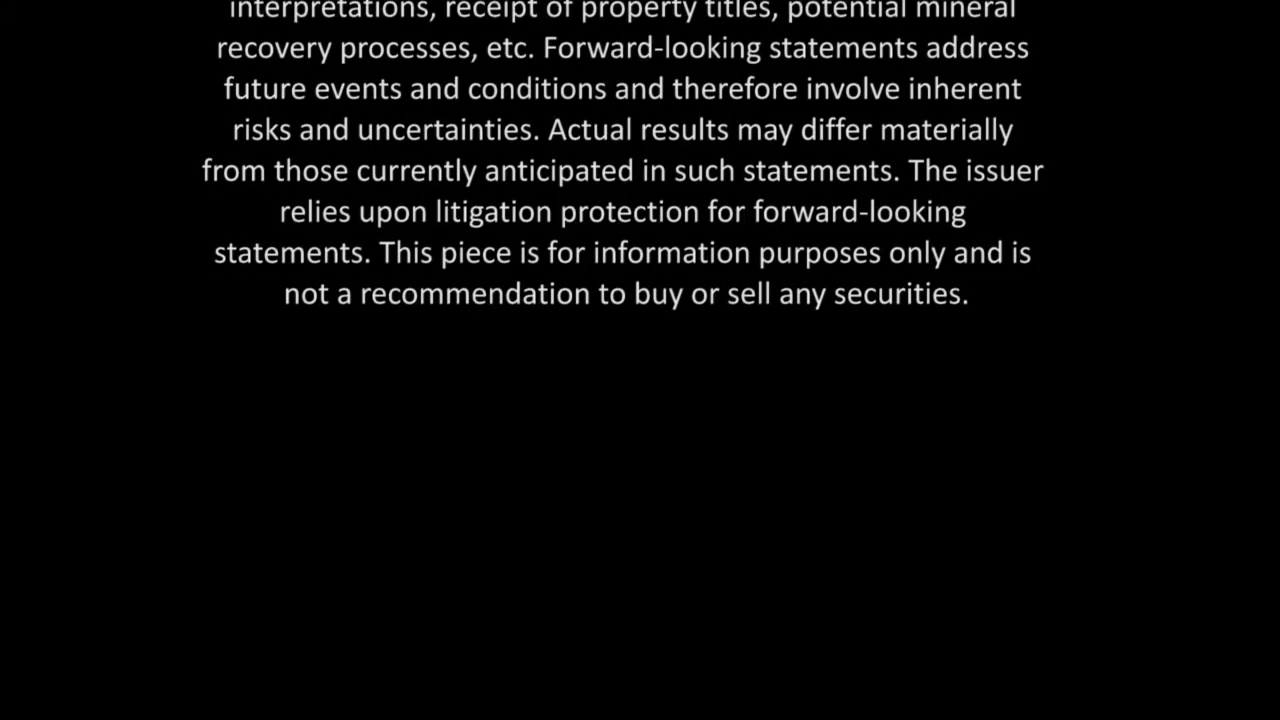 interpretations, receipt of property titles, potential mineral
recovery processes, etc. Forward-looking statements address
future events and conditions and therefore involve inherent
risks and uncertainties. Actual results may differ materially
from those currently anticipated in such statements. The issuer
relies upon litigation protection for forward-looking
statements. This piece is for information purposes only and is
not a recommendation to buy or sell any securities.